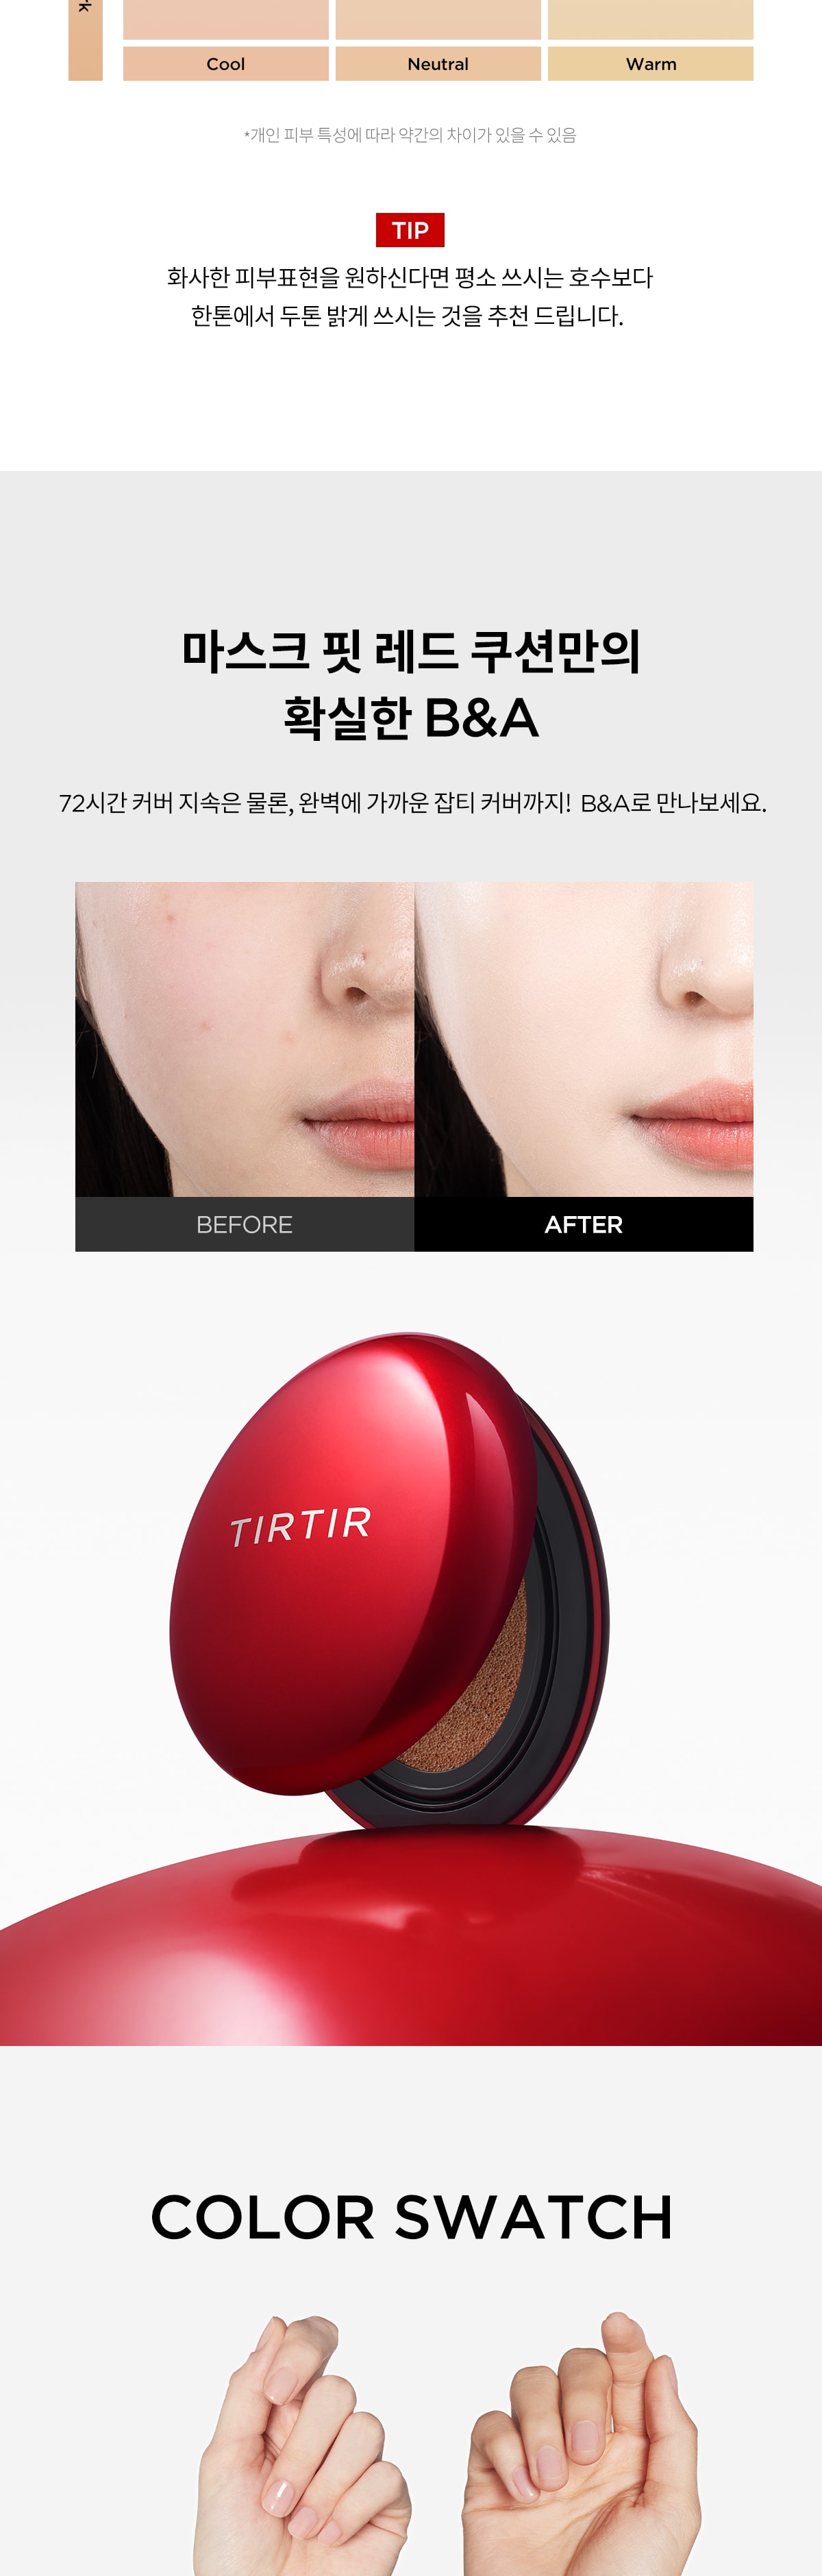 Cool
Neutral
Warm
*개인 피부 특성에 따라 약간의 차이가 있을 수 있음
TIP
화사한 피부표현을 원하신다면 평소 쓰시는 호수보다
한톤에서 두톤 밝게 쓰시는 것을 추천 드립니다.
마스크 핏 레드 쿠션만의
확실한 B&A
72시간 커버 지속은 물론, 완벽에 가까운 잡티 커버까지! B&A로 만나보세요.
BEFORE
AFTER
TIRTIR
COLOR SWATCH